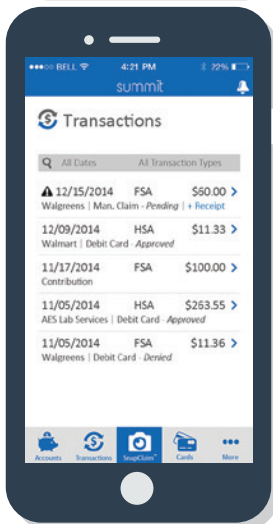 BELL 4:21 PM 22%
summit
Transactions
All Dates All Transaction Types
12/15/2014 FSA $60.00 >
Walgreens | Man. Claim - Pending | + Receipt
12/09/2014 HSA $11.33 >
Walmart | Debit Card - Approved
11/17/2014 FSA $100.00 >
Contribution
11/05/2014 HSA $263.55 >
AES Lab Services | Debit Card - Approved
11/05/2014 FSA $11.36 >
Walgreens | Debit Card - Denied
Accounts Transactions SnapClaim™ Cards More